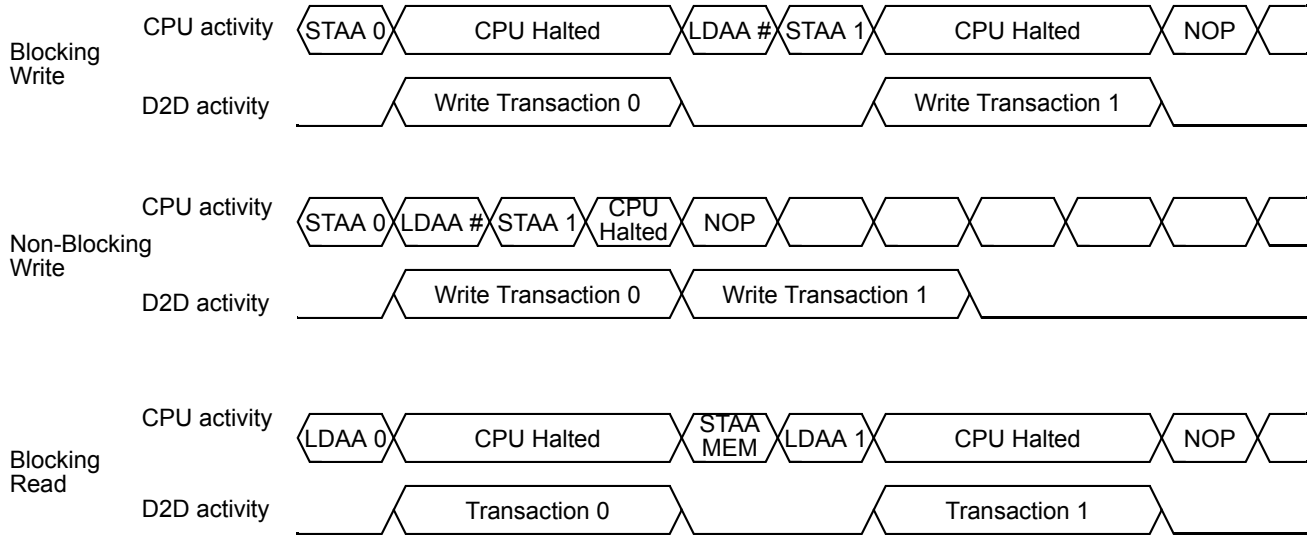 Blocking
Write
CPU activity
STAA 0
CPU Halted
LDAA #
STAA 1
CPU Halted
NOP
D2D activity
Write Transaction 0
Write Transaction 1
Non-Blocking
Write
CPU activity
STAA 0
LDAA #
STAA 1
CPU
Halted
NOP
D2D activity
Write Transaction 0
Write Transaction 1
Blocking
Read
CPU activity
LDAA 0
CPU Halted
STAA
MEM
LDAA 1
CPU Halted
NOP
D2D activity
Transaction 0
Transaction 1